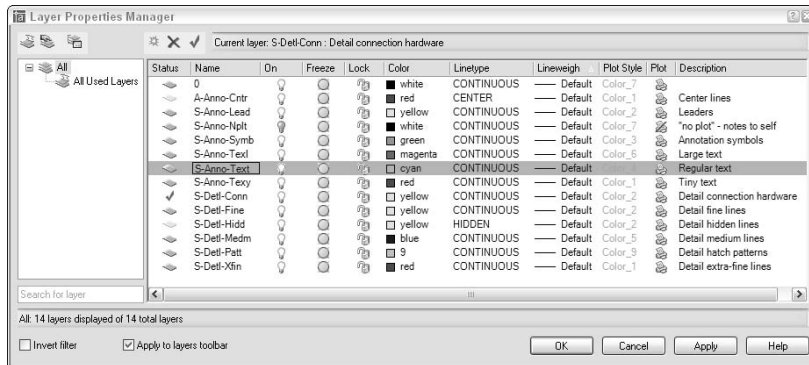 Layer Properties Manager
Current layer: S-Detl-Conn : Detail connection hardware
All
All Used Layers
Status Name On Freeze Lock Color Linetype Lineweigh Plot Style Plot Description
0 white CONTINUOUS Default Color_7
A-Anno-Cntr red CENTER Default Color_1 Center lines
S-Anno-Lead yellow CONTINUOUS Default Color_2 Leaders
S-Anno-Nplt white CONTINUOUS Default Color_7 "no plot" - notes to self
S-Anno-Symb green CONTINUOUS Default Color_3 Annotation symbols
S-Anno-Texl magenta CONTINUOUS Default Color_6 Large text
S-Anno-Text cyan CONTINUOUS Default Regular text
S-Anno-Texy red CONTINUOUS Default Color_1 Tiny text
S-Detl-Conn yellow CONTINUOUS Default Color_2 Detail connection hardware
S-Detl-Fine yellow CONTINUOUS Default Color_2 Detail fine lines
S-Detl-Hidd yellow HIDDEN Default Color_2 Detail hidden lines
S-Detl-Medm blue CONTINUOUS Default Color_5 Detail medium lines
S-Detl-Patt 9 CONTINUOUS Default Color_9 Detail hatch patterns
S-Detl-Xfin red CONTINUOUS Default Color_1 Detail extra-fine lines
Search for layer
All: 14 layers displayed of 14 total layers
Invert filter Apply to layers toolbar OK Cancel Apply Help